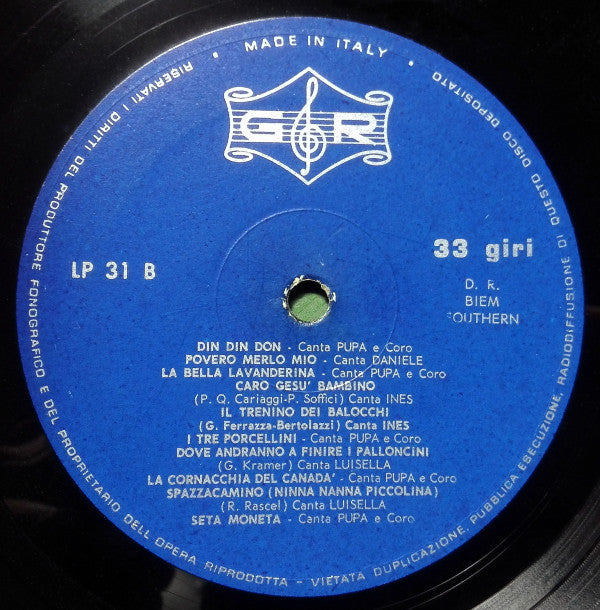 MADE IN ITALY
RISERVATI I DIRITTI DEL PRODUTTORE FONOGRAFICO E DEL PROPRIETARIO DELL'OPERA RIPRODOTTA - VIETATA DUPLICAZIONE, PUBBLICA ESECUZIONE, RADIODIFFUSIONE DI QUESTO DISCO DEPOSITATO
GR
LP 31 B
33 giri
D. R.
BIEM
SOUTHERN
DIN DIN DON - Canta PUPA e Coro
POVERO MERLO MIO - Canta DANIELE
LA BELLA LAVANDERINA - Canta PUPA e Coro
CARO GESU' BAMBINO
(P. Q. Cariaggi-P. Soffici) Canta INES
IL TRENINO DEI BALOCCHI
(G. Ferrazza-Bertolazzi) Canta INES
I TRE PORCELLINI - Canta PUPA e Coro
DOVE ANDRANNO A FINIRE I PALLONCINI
(G. Kramer) Canta LUISELLA
LA CORNACCHIA DEL CANADA' - Canta PUPA e Coro
SPAZZACAMINO (NINNA NANNA PICCOLINA)
(R. Rascel) Canta LUISELLA
SETA MONETA - Canta PUPA e Coro